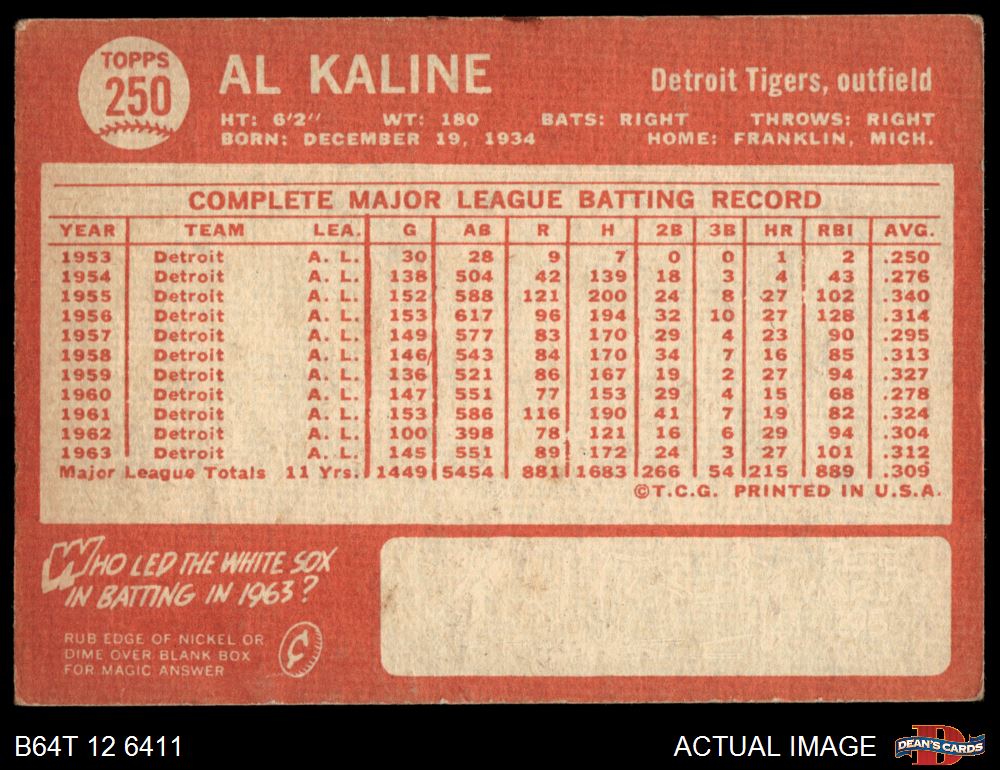 TOPPS
250
AL KALINE
Detroit Tigers, outfield
HT: 6'2" WT: 180 BATS: RIGHT THROWS: RIGHT
BORN: DECEMBER 19, 1934 HOME: FRANKLIN, MICH.
COMPLETE MAJOR LEAGUE BATTING RECORD
YEAR TEAM LEA. G AB R H 2B 3B HR RBI AVG.
1953 Detroit A. L. 30 28 9 7 0 0 1 2 .250
1954 Detroit A. L. 138 504 42 139 18 3 4 43 .276
1955 Detroit A. L. 152 588 121 200 24 8 27 102 .340
1956 Detroit A. L. 153 617 96 194 32 10 27 128 .314
1957 Detroit A. L. 149 577 83 170 29 4 23 90 .295
1958 Detroit A. L. 146 543 84 170 34 7 16 85 .313
1959 Detroit A. L. 136 521 86 167 19 2 27 94 .327
1960 Detroit A. L. 147 551 77 153 29 4 15 68 .278
1961 Detroit A. L. 153 586 116 190 41 7 19 82 .324
1962 Detroit A. L. 100 398 78 121 16 6 29 94 .304
1963 Detroit A. L. 145 551 89 172 24 3 27 101 .312
Major League Totals 11 Yrs. 1449 5454 881 1683 266 54 215 889 .309
©T.C.G. PRINTED IN U.S.A.
WHO LED THE WHITE SOX
IN BATTING IN 1963?
RUB EDGE OF NICKEL OR
DIME OVER BLANK BOX
FOR MAGIC ANSWER
B64T 12 6411
ACTUAL IMAGE
DEAN'S CARDS